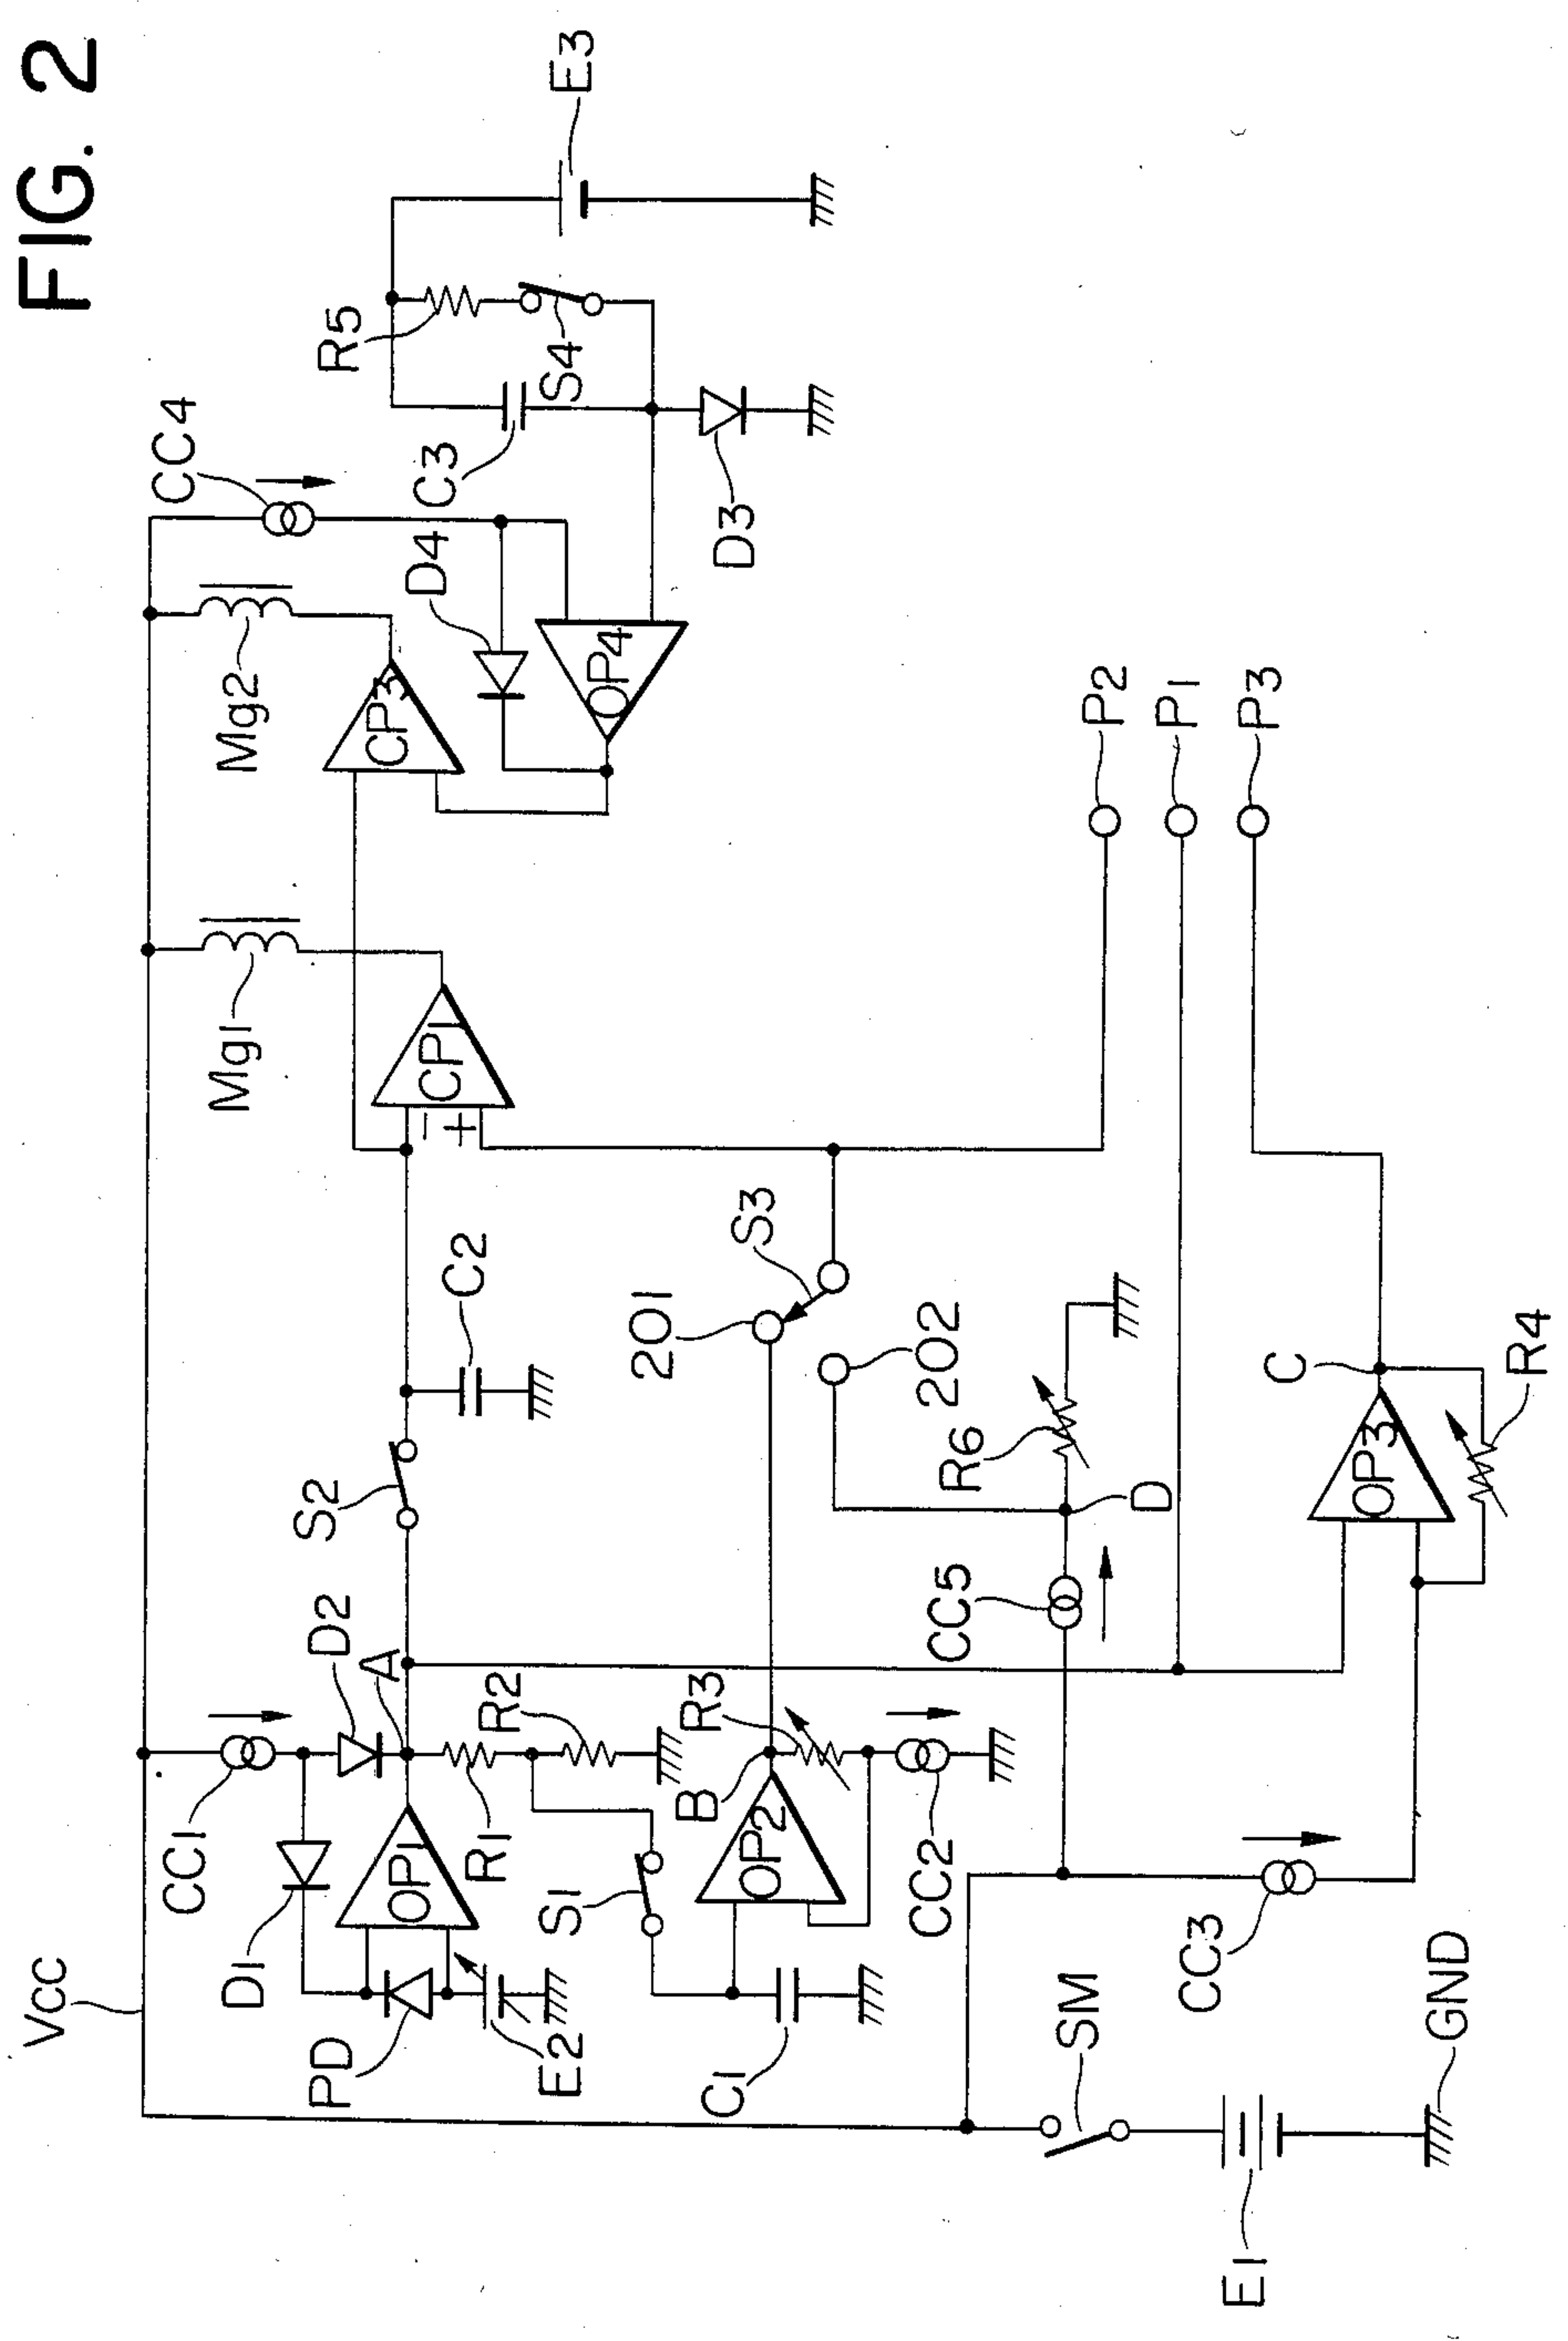 FIG. 2
Vcc
CC1
D1
D2
A
PD
OP1
E2
R1
R2
S1
S2
C2
C1
OP2
B
R3
CC2
Mg1
CP1
−
+
Mg2
CP3
CC4
D4
OP4
C3
R5
S4
D3
E3
201
S3
202
R6
D
CC5
P2
P1
P3
C
OP3
R4
CC3
SM
E1
GND